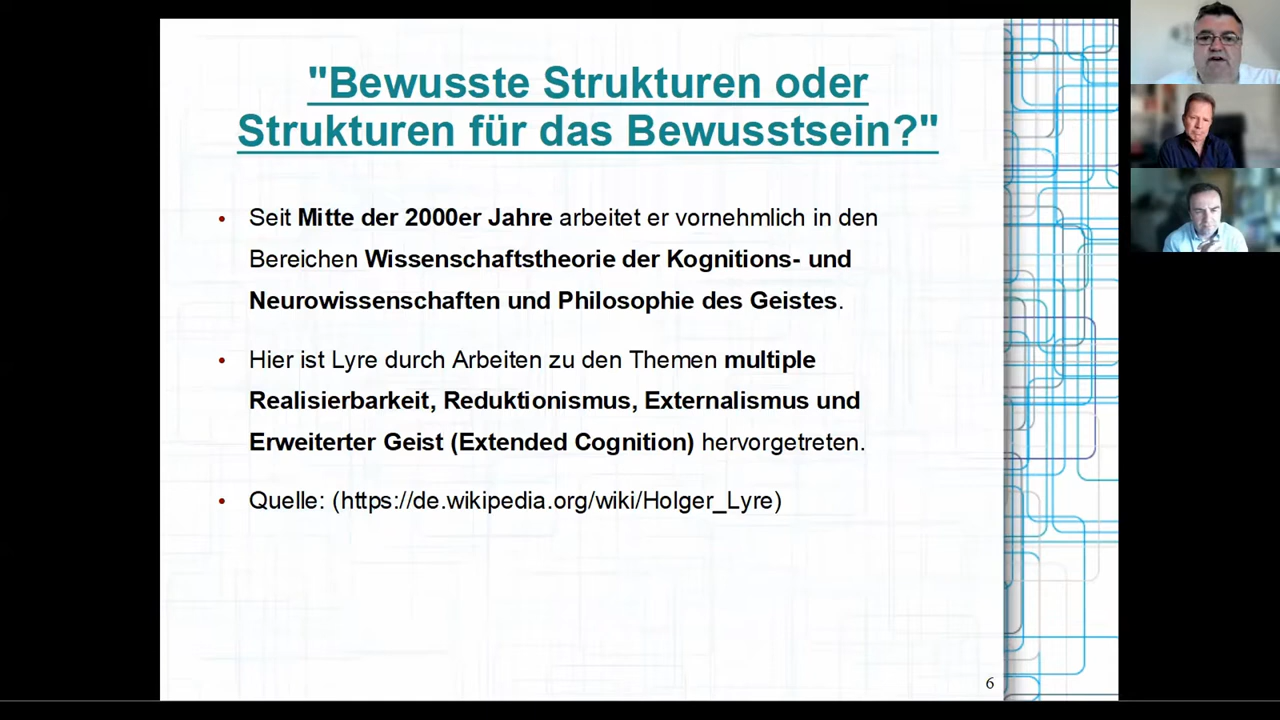 "Bewusste Strukturen oder
Strukturen für das Bewusstsein?"
• Seit Mitte der 2000er Jahre arbeitet er vornehmlich in den
Bereichen Wissenschaftstheorie der Kognitions- und
Neurowissenschaften und Philosophie des Geistes.
• Hier ist Lyre durch Arbeiten zu den Themen multiple
Realisierbarkeit, Reduktionismus, Externalismus und
Erweiterter Geist (Extended Cognition) hervorgetreten.
• Quelle: (https://de.wikipedia.org/wiki/Holger_Lyre)
6